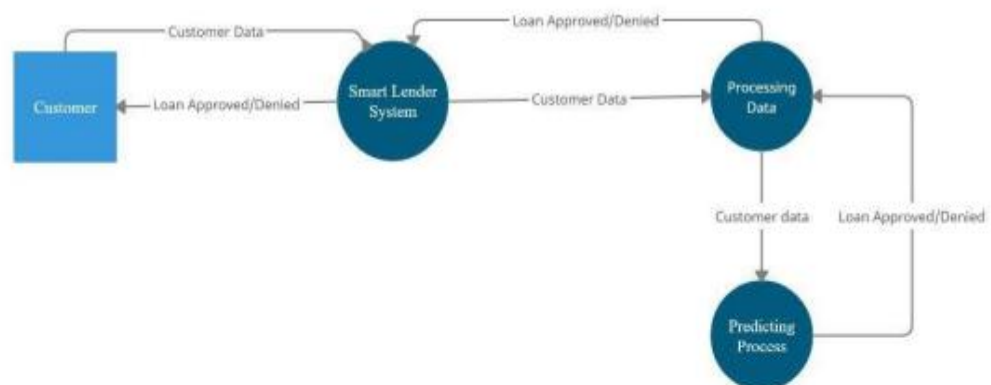 Loan Approved/Denied
Customer Data
Customer
Loan Approved/Denied
Smart Lender
System
Customer Data
Processing
Data
Customer data
Loan Approved/Denied
Predicting
Process